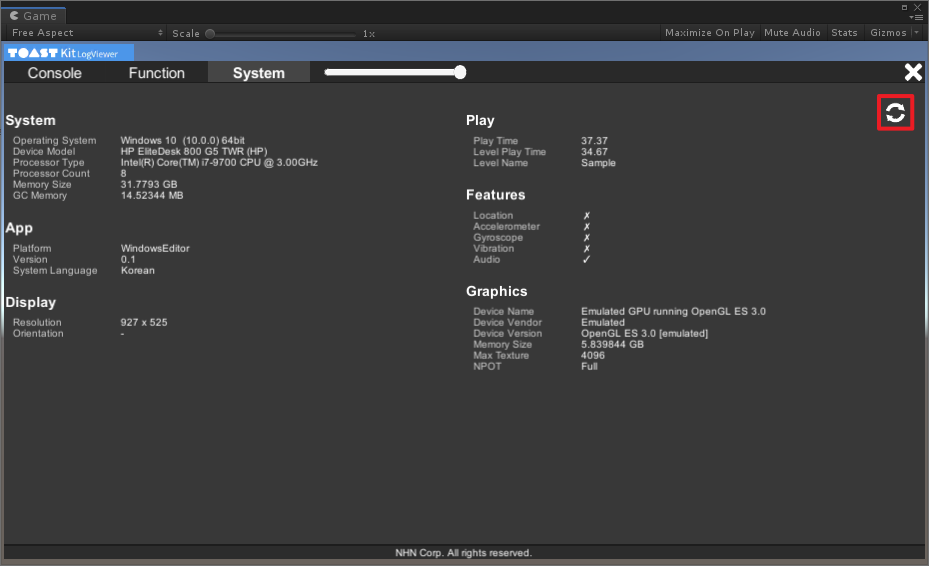 Game
Free Aspect Scale 1x Maximize On Play Mute Audio Stats Gizmos
TOAST Kit LogViewer
Console Function System
System
Operating System Windows 10 (10.0.0) 64bit
Device Model HP EliteDesk 800 G5 TWR (HP)
Processor Type Intel(R) Core(TM) i7-9700 CPU @ 3.00GHz
Processor Count 8
Memory Size 31.7793 GB
GC Memory 14.52344 MB
App
Platform WindowsEditor
Version 0.1
System Language Korean
Display
Resolution 927 x 525
Orientation -
Play
Play Time 37.37
Level Play Time 34.67
Level Name Sample
Features
Location ✗
Accelerometer ✗
Gyroscope ✗
Vibration ✗
Audio ✓
Graphics
Device Name Emulated GPU running OpenGL ES 3.0
Device Vendor Emulated
Device Version OpenGL ES 3.0 [emulated]
Memory Size 5.839844 GB
Max Texture 4096
NPOT Full
NHN Corp. All rights reserved.